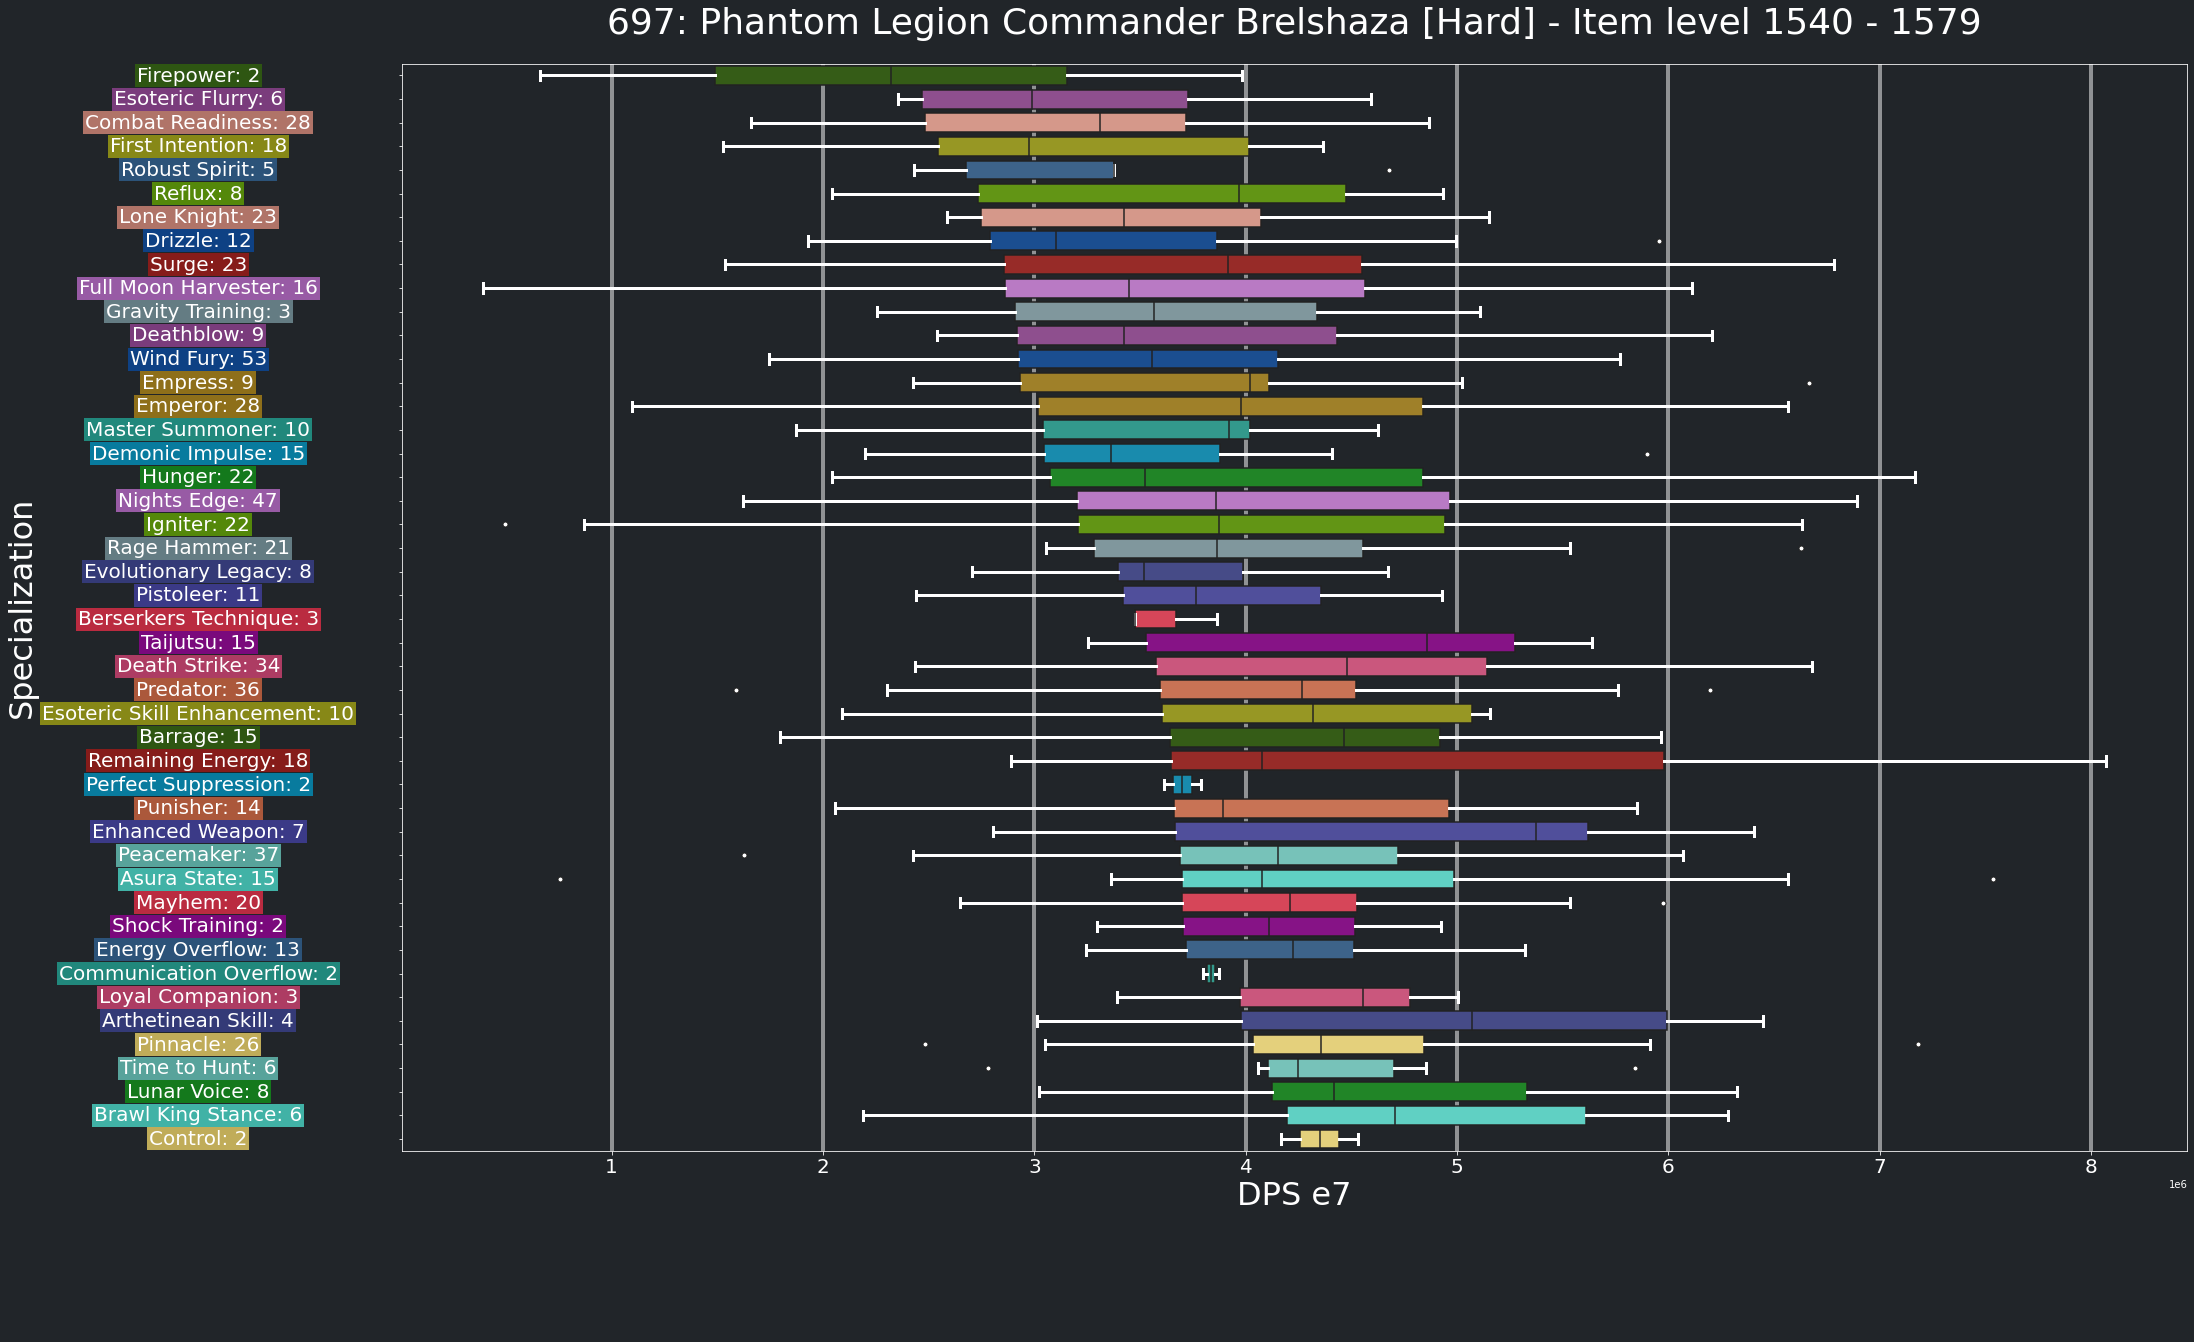 697: Phantom Legion Commander Brelshaza [Hard] - Item level 1540 - 1579
Specialization
Firepower: 2
Esoteric Flurry: 6
Combat Readiness: 28
First Intention: 18
Robust Spirit: 5
Reflux: 8
Lone Knight: 23
Drizzle: 12
Surge: 23
Full Moon Harvester: 16
Gravity Training: 3
Deathblow: 9
Wind Fury: 53
Empress: 9
Emperor: 28
Master Summoner: 10
Demonic Impulse: 15
Hunger: 22
Nights Edge: 47
Igniter: 22
Rage Hammer: 21
Evolutionary Legacy: 8
Pistoleer: 11
Berserkers Technique: 3
Taijutsu: 15
Death Strike: 34
Predator: 36
Esoteric Skill Enhancement: 10
Barrage: 15
Remaining Energy: 18
Perfect Suppression: 2
Punisher: 14
Enhanced Weapon: 7
Peacemaker: 37
Asura State: 15
Mayhem: 20
Shock Training: 2
Energy Overflow: 13
Communication Overflow: 2
Loyal Companion: 3
Arthetinean Skill: 4
Pinnacle: 26
Time to Hunt: 6
Lunar Voice: 8
Brawl King Stance: 6
Control: 2
1 2 3 4 5 6 7 8
DPS e7
1e6